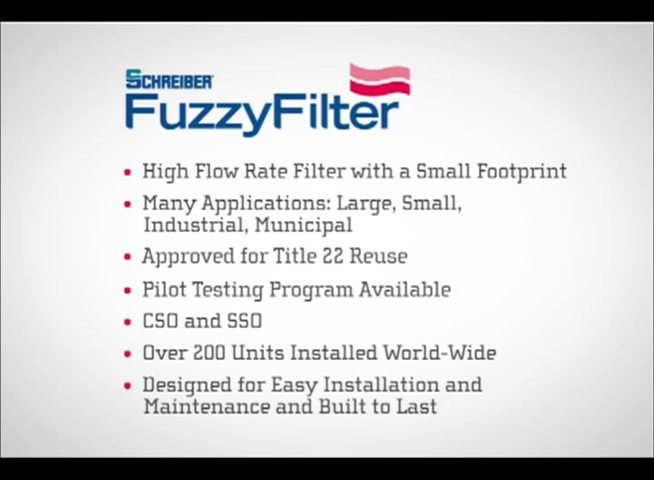 SCHREIBER
FuzzyFilter
• High Flow Rate Filter with a Small Footprint
• Many Applications: Large, Small,
Industrial, Municipal
• Approved for Title 22 Reuse
• Pilot Testing Program Available
• CSO and SSO
• Over 200 Units Installed World-Wide
• Designed for Easy Installation and
Maintenance and Built to Last